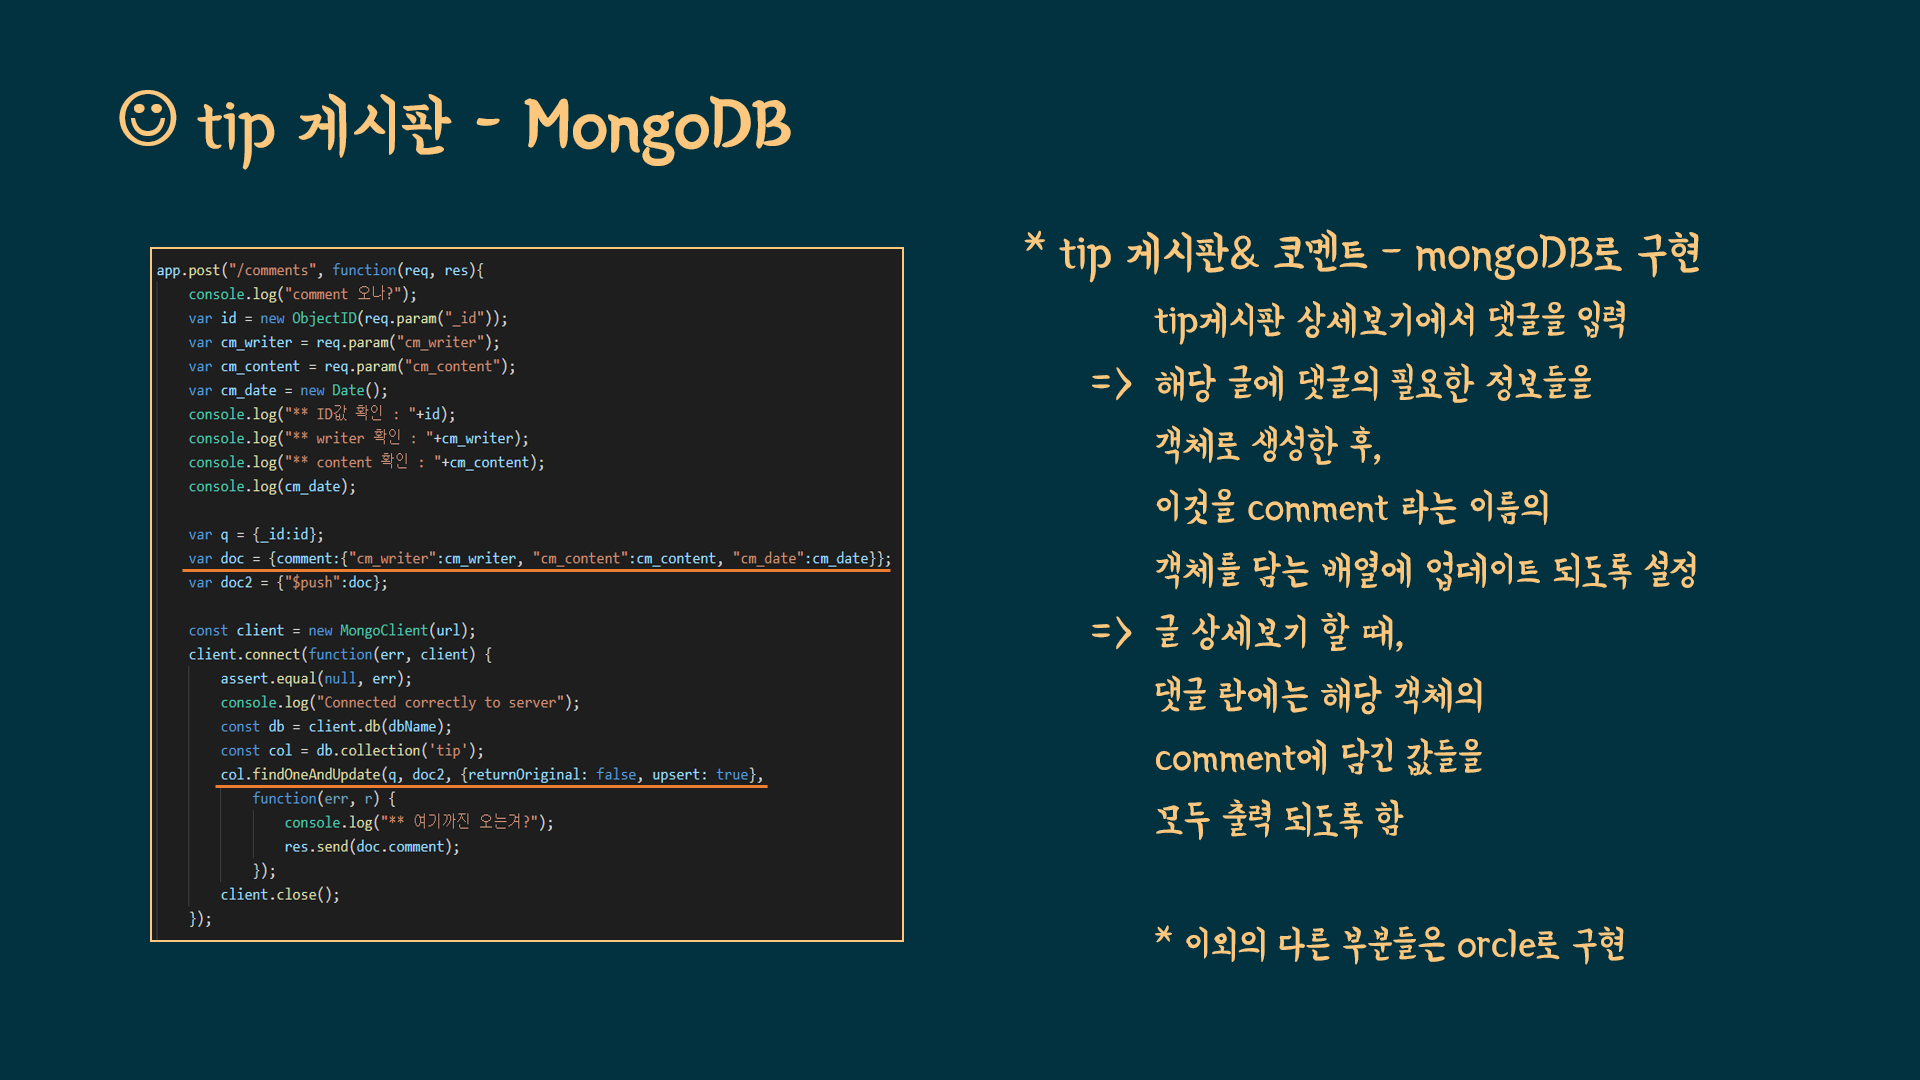 tip 게시판 - MongoDB
app.post("/comments", function(req, res){
console.log("comment 오나?");
var id = new ObjectID(req.param("_id"));
var cm_writer = req.param("cm_writer");
var cm_content = req.param("cm_content");
var cm_date = new Date();
console.log("** ID값 확인 : "+id);
console.log("** writer 확인 : "+cm_writer);
console.log("** content 확인 : "+cm_content);
console.log(cm_date);
var q = {_id:id};
var doc = {comment:{"cm_writer":cm_writer, "cm_content":cm_content, "cm_date":cm_date}};
var doc2 = {"$push":doc};
const client = new MongoClient(url);
client.connect(function(err, client) {
assert.equal(null, err);
console.log("Connected correctly to server");
const db = client.db(dbName);
const col = db.collection('tip');
col.findOneAndUpdate(q, doc2, {returnOriginal: false, upsert: true},
function(err, r) {
console.log("** 여기까진 오는겨?");
res.send(doc.comment);
});
client.close();
});
* tip 게시판& 코멘트 - mongoDB로 구현
tip게시판 상세보기에서 댓글을 입력
=> 해당 글에 댓글의 필요한 정보들을
객체로 생성한 후,
이것을 comment 라는 이름의
객체를 담는 배열에 업데이트 되도록 설정
=> 글 상세보기 할 때,
댓글 란에는 해당 객체의
comment에 담긴 값들을
모두 출력 되도록 함
* 이외의 다른 부분들은 orcle로 구현